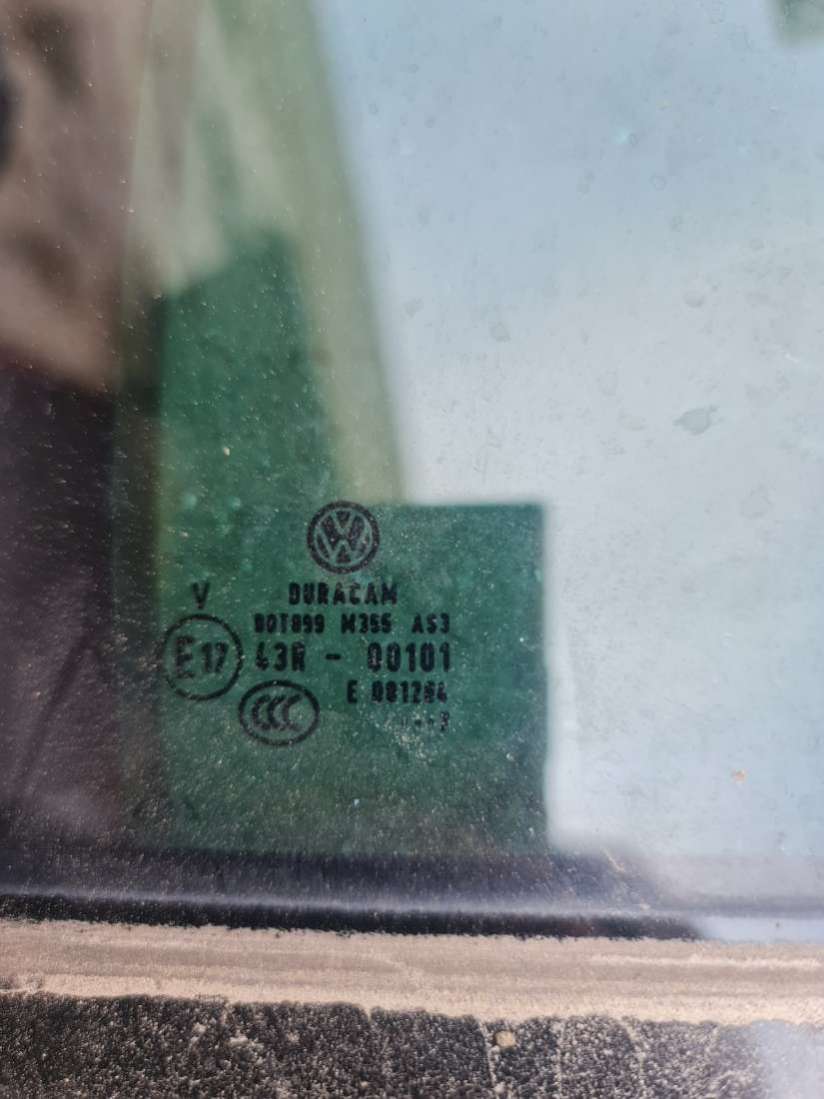 V
DURACAM
DOT899 M355 AS3
E17 43R - 00101
E 001264